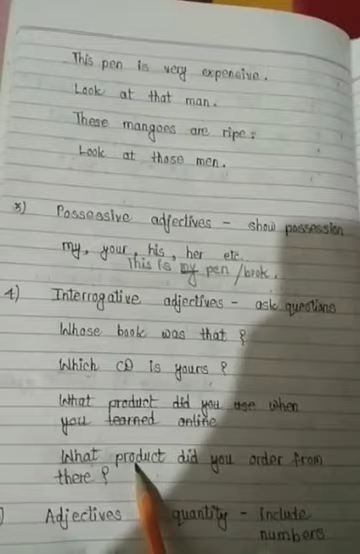 This pen is very expensive.
Look at that man.
These mangoes are ripe:
Look at those men.
3) Possessive adjectives - show possession
my, your, his, her etc.
This is my pen /book.
4) Interrogative adjectives - ask questions
Whose book was that ?
Which CD is yours ?
What product did you use when
you learned online
What product did you order from
there ?
) Adjectives quantity - include
numbers